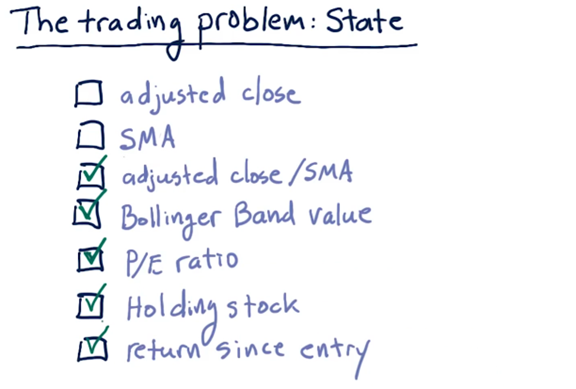 The trading problem: State
adjusted close
SMA
adjusted close/SMA
Bollinger Band value
P/E ratio
Holding stock
return since entry